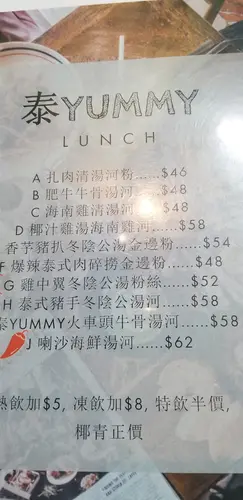 泰YUMMY
LUNCH
A 扎肉清湯河粉......$46
B 肥牛牛骨湯河......$48
C 海南雞清湯河......$48
D 椰汁雞湯海南雞河......$58
香芋豬扒冬陰公湯金邊粉......$54
F 爆辣泰式肉碎撈金邊粉......$48
G 雞中翼冬陰公湯粉絲......$52
H 泰式豬手冬陰公湯河......$58
泰YUMMY火車頭牛骨湯河......$58
J 喇沙海鮮湯河......$62
熱飲加$5, 凍飲加$8, 特飲半價,
椰青正價